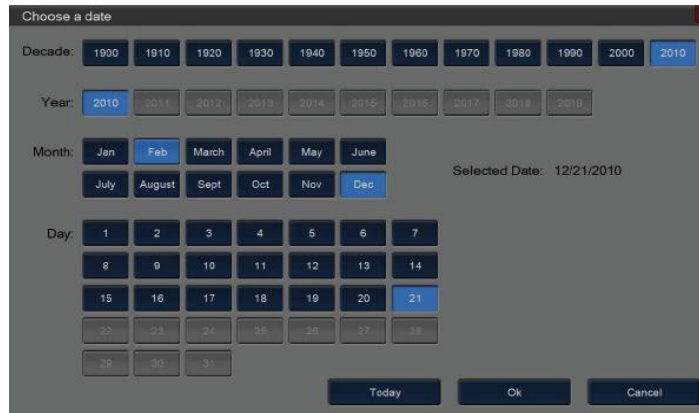 Choose a date
Decade: 1900 1910 1920 1930 1940 1950 1960 1970 1980 1990 2000 2010
Year: 2010 2011 2012 2013 2014 2015 2016 2017 2018 2019
Month: Jan Feb March April May June
July August Sept Oct Nov Dec
Selected Date: 12/21/2010
Day: 1 2 3 4 5 6 7
8 9 10 11 12 13 14
15 16 17 18 19 20 21
22 23 24 25 26 27 28
29 30 31
Today Ok Cancel